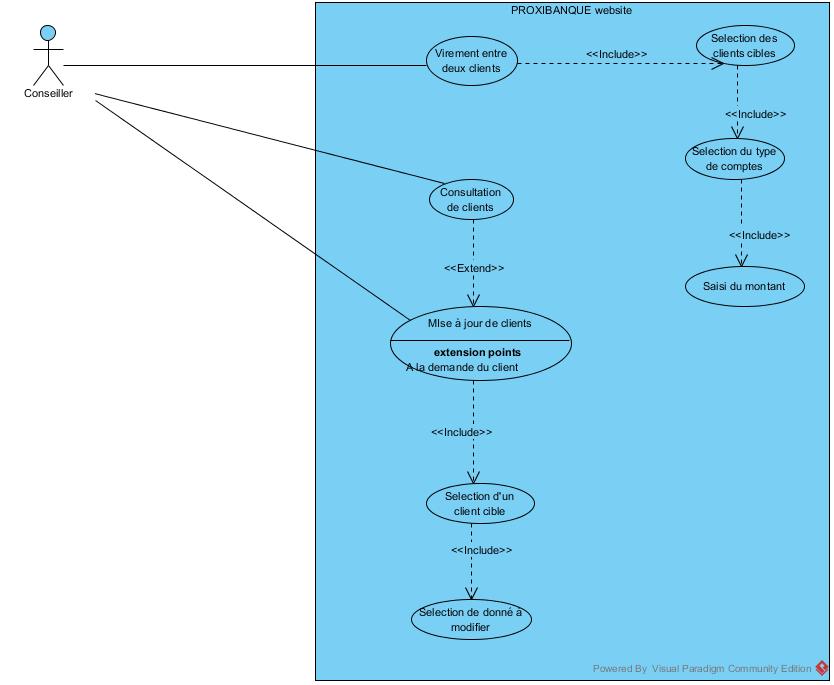 PROXIBANQUE website
Conseiller
Virement entre
deux clients
<<Include>>
Selection des
clients cibles
<<Include>>
Selection du type
de comptes
<<Include>>
Saisi du montant
Consultation
de clients
<<Extend>>
MIse à jour de clients
extension points
A la demande du client
<<Include>>
Selection d'un
client cible
<<Include>>
Selection de donné à
modifier
Powered By Visual Paradigm Community Edition